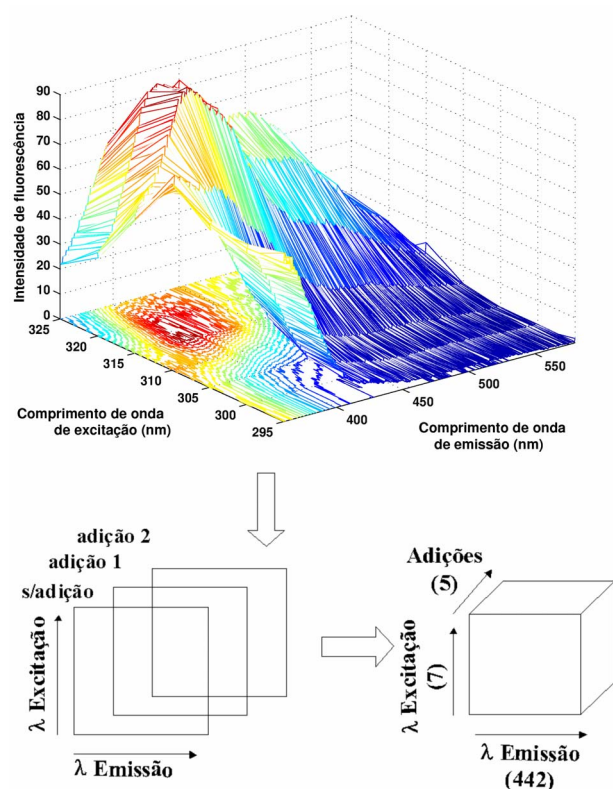 Intensidade de fluorescência
90
80
70
60
50
40
30
20
10
0
325
320
315
310
305
300
295
400
450
500
550
Comprimento de onda
de excitação (nm)
Comprimento de onda
de emissão (nm)
adição 2
adição 1
s/adição
λ Excitação
λ Emissão
Adições
(5)
λ Excitação
(7)
λ Emissão
(442)